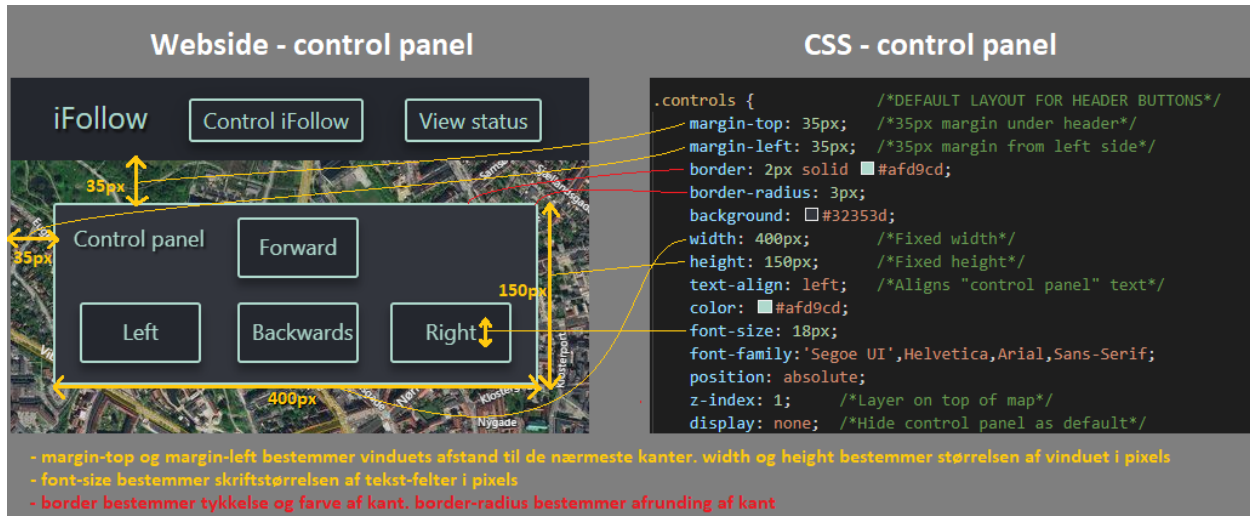 Webside - control panel
CSS - control panel
iFollow
Control iFollow
View status
35px
35px
Control panel
Forward
Left
Backwards
Right
150px
400px
Sjællandsgade
Klosterport
Nygade
.controls { /*DEFAULT LAYOUT FOR HEADER BUTTONS*/
margin-top: 35px; /*35px margin under header*/
margin-left: 35px; /*35px margin from left side*/
border: 2px solid #afd9cd;
border-radius: 3px;
background: #32353d;
width: 400px; /*Fixed width*/
height: 150px; /*Fixed height*/
text-align: left; /*Aligns "control panel" text*/
color: #afd9cd;
font-size: 18px;
font-family:'Segoe UI',Helvetica,Arial,Sans-Serif;
position: absolute;
z-index: 1; /*Layer on top of map*/
display: none; /*Hide control panel as default*/
- margin-top og margin-left bestemmer vinduets afstand til de nærmeste kanter. width og height bestemmer størrelsen af vinduet i pixels
- font-size bestemmer skriftstørrelsen af tekst-felter i pixels
- border bestemmer tykkelse og farve af kant. border-radius bestemmer afrunding af kant